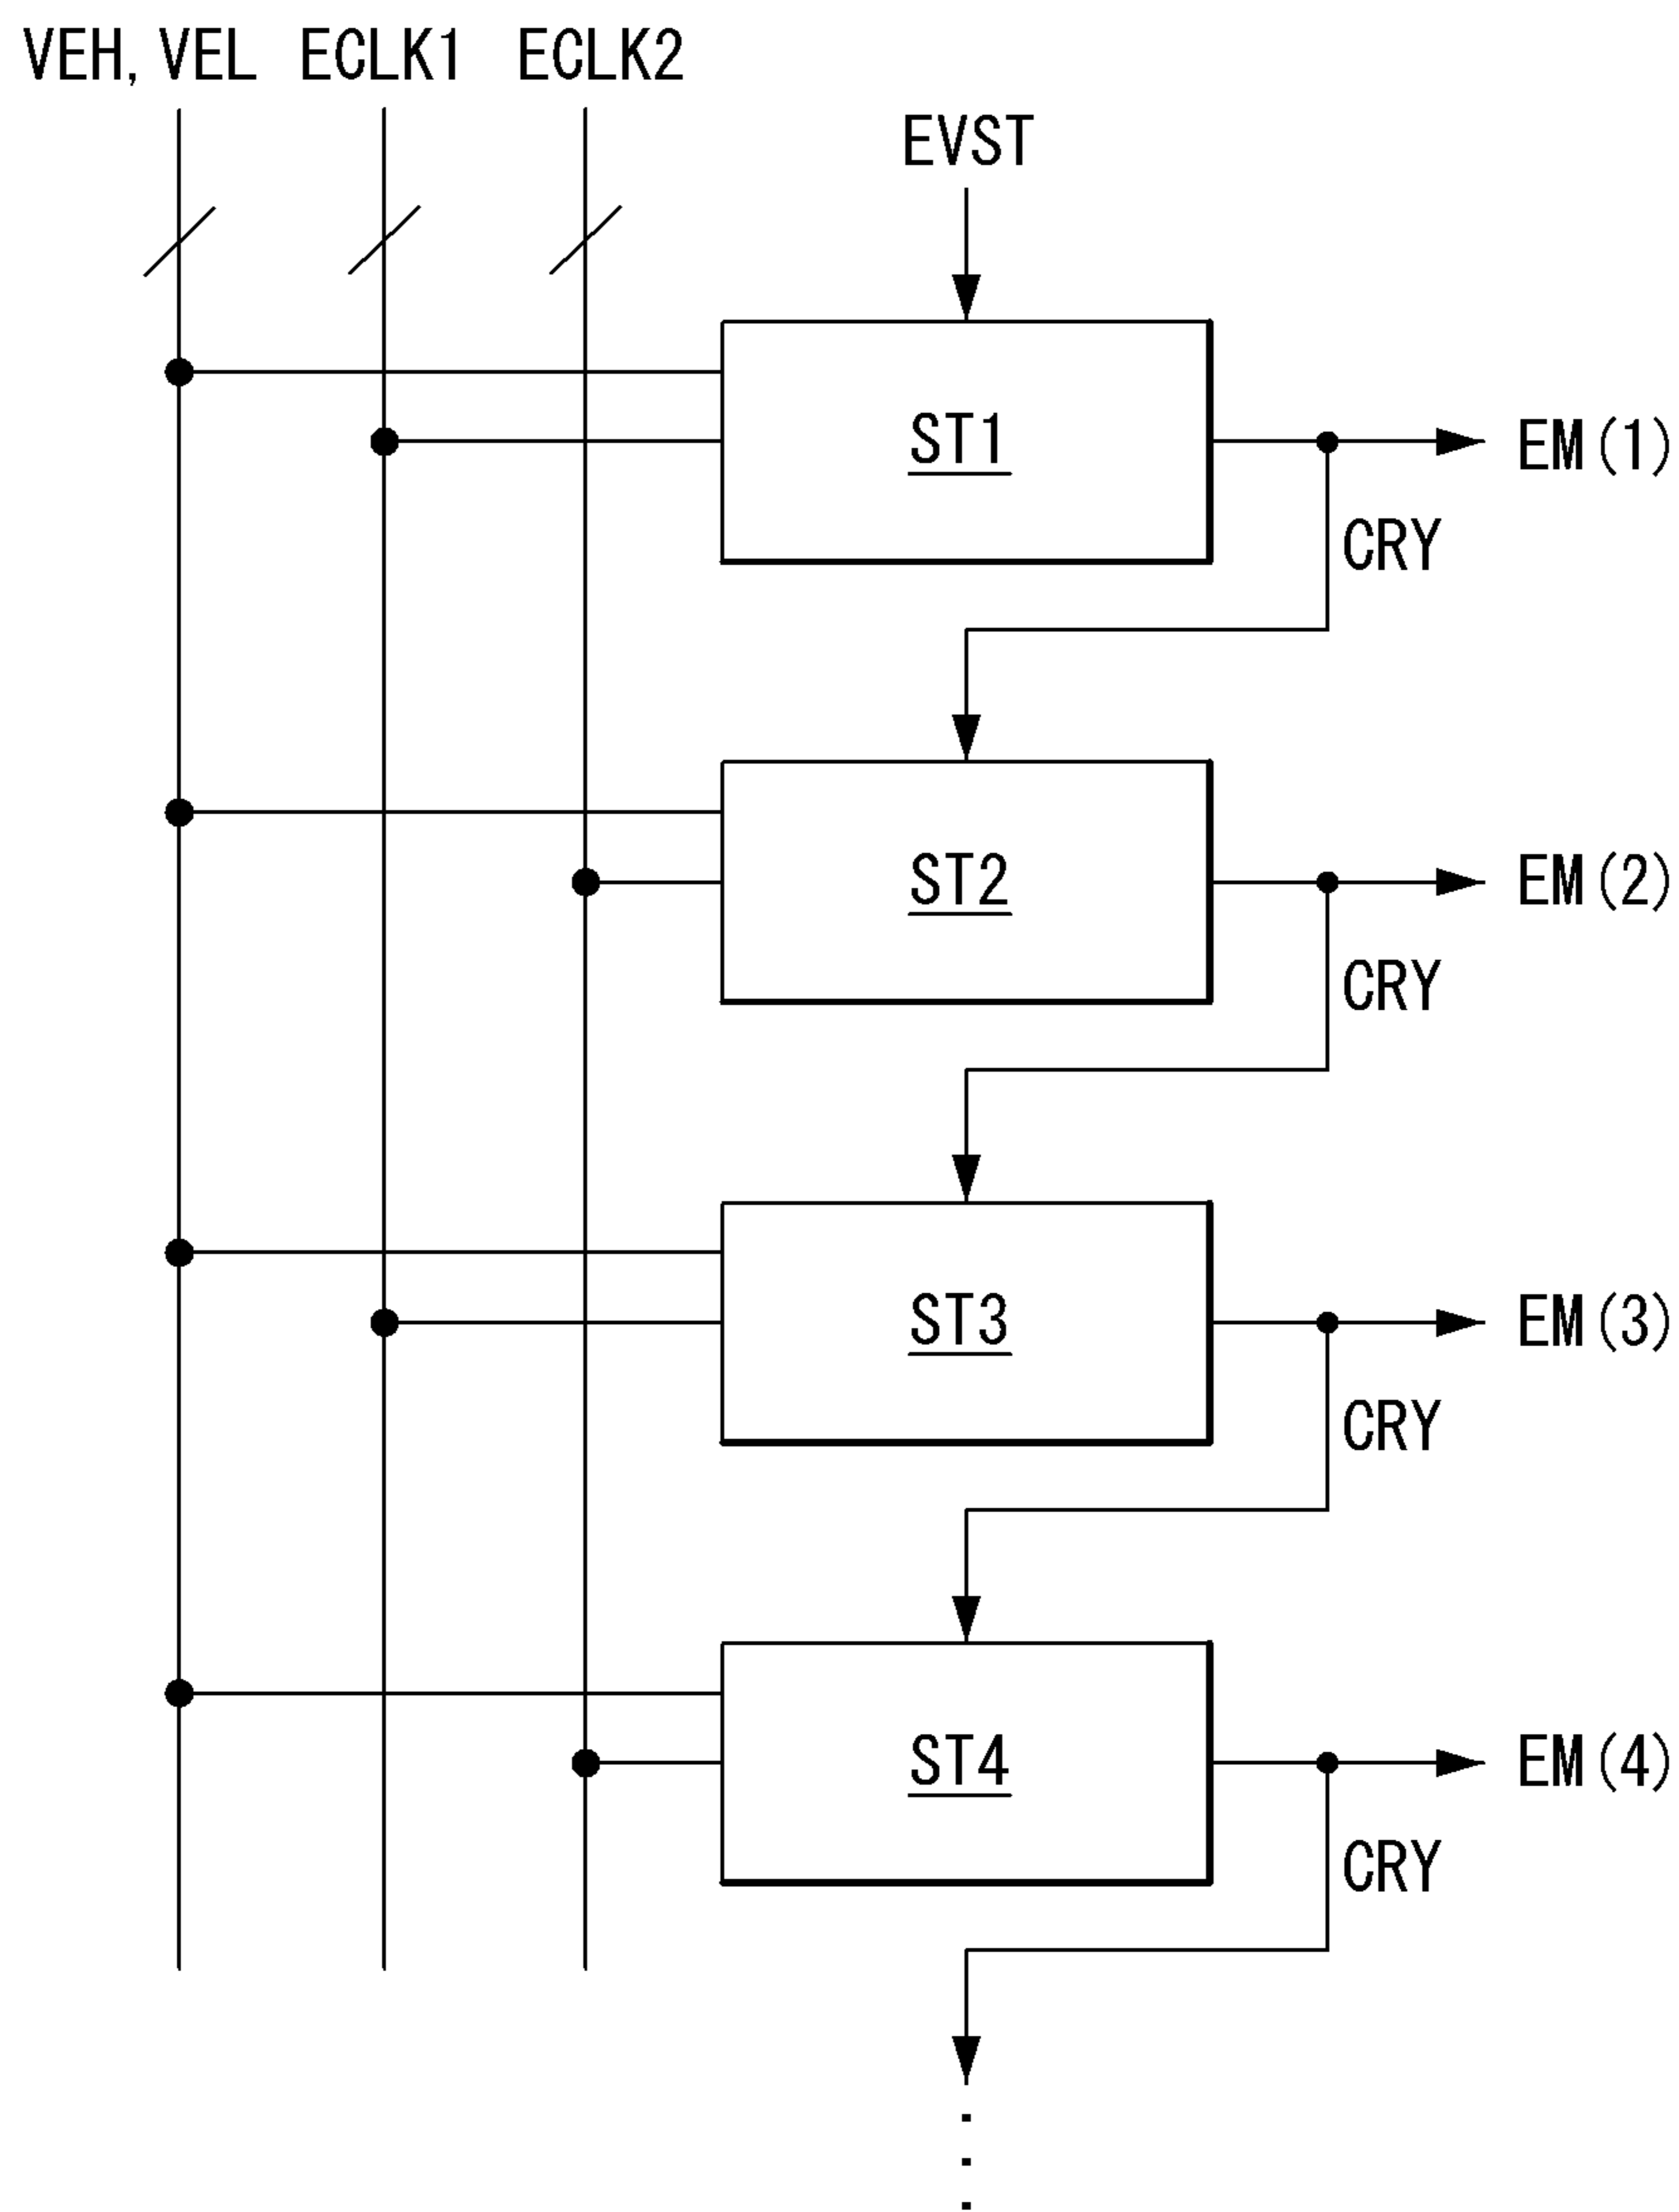 VEH, VEL ECLK1 ECLK2
EVST
ST1
EM(1)
CRY
ST2
EM(2)
CRY
ST3
EM(3)
CRY
ST4
EM(4)
CRY